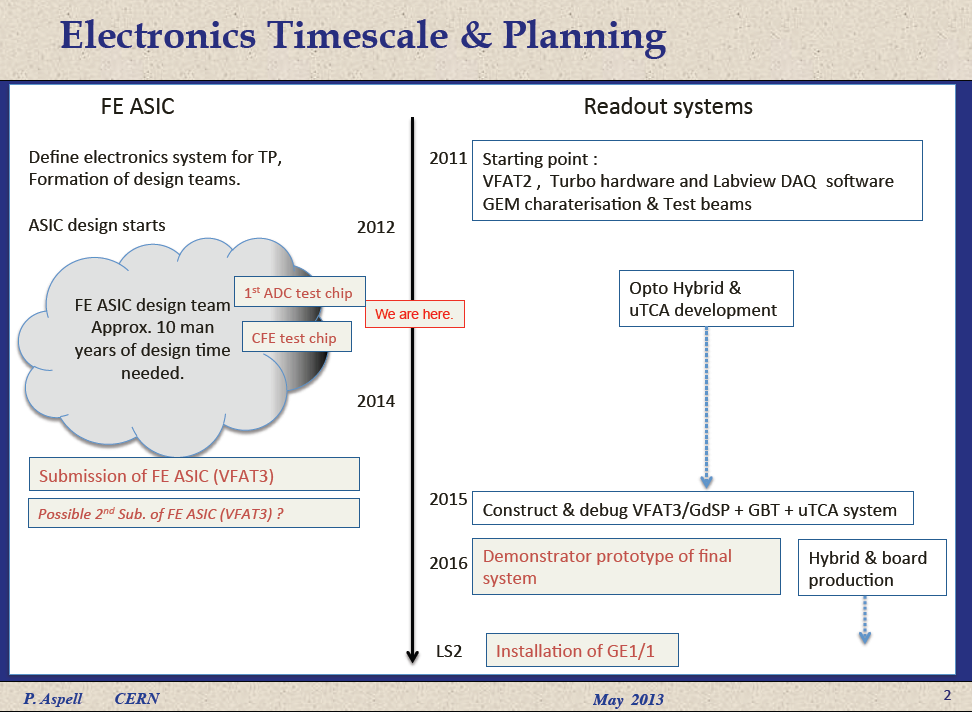 Electronics Timescale & Planning
FE ASIC
Readout systems
Define electronics system for TP,
Formation of design teams.
ASIC design starts
2011
Starting point :
VFAT2 , Turbo hardware and Labview DAQ software
GEM charaterisation & Test beams
2012
FE ASIC design team
Approx. 10 man
years of design time
needed.
1st ADC test chip
CFE test chip
We are here.
Opto Hybrid &
uTCA development
2014
Submission of FE ASIC (VFAT3)
Possible 2nd Sub. of FE ASIC (VFAT3) ?
2015
Construct & debug VFAT3/GdSP + GBT + uTCA system
2016
Demonstrator prototype of final
system
Hybrid & board
production
LS2
Installation of GE1/1
P. Aspell CERN
May 2013
2